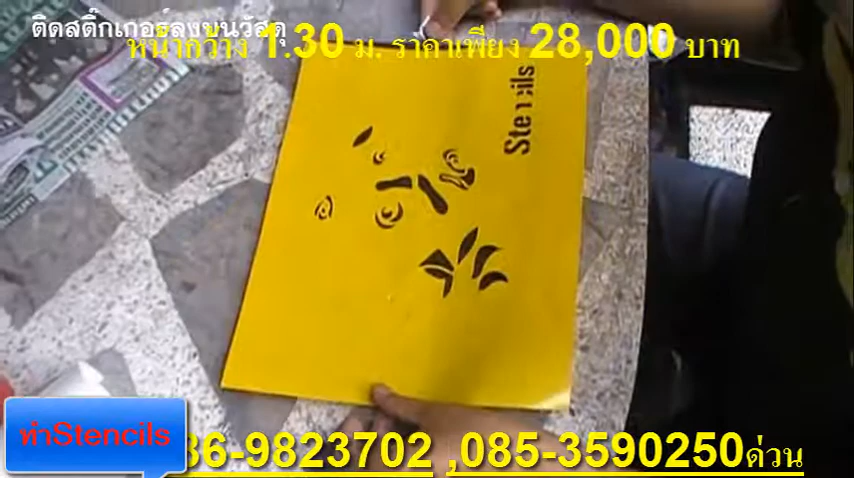 ติดสติ๊กเกอร์ลงบนวัสดุ
หน้ากว้าง 1.30 ม. ราคาเพียง 28,000 บาท
Stencils
ทำStencils
86-9823702 ,085-3590250ด่วน